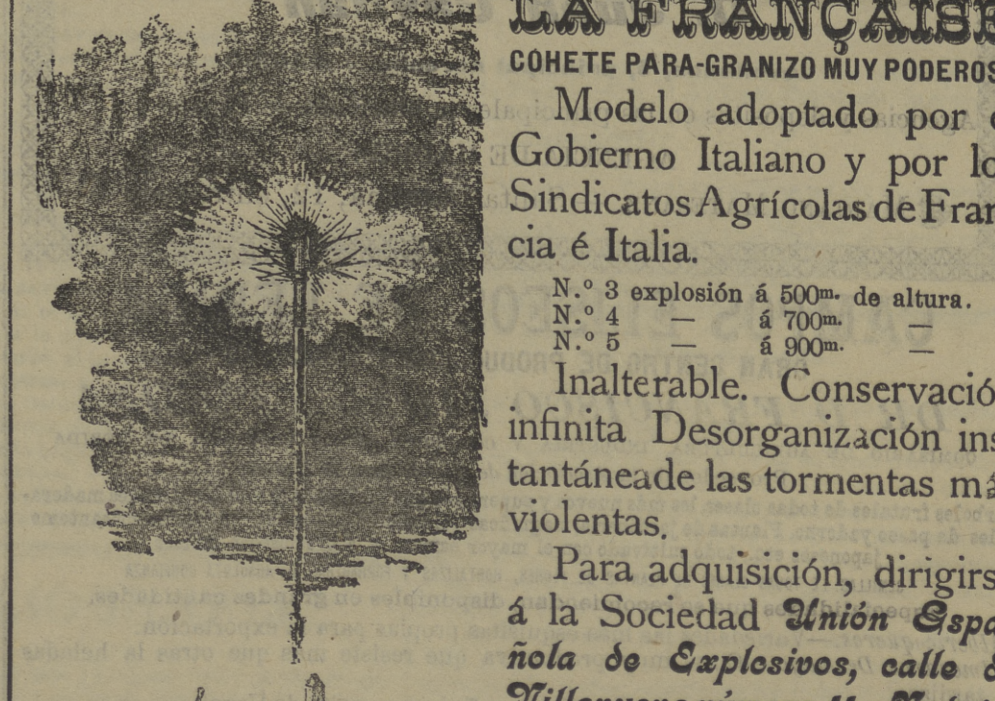 LA FRANÇAISE
COHETE PARA-GRANIZO MUY PODEROS
Modelo adoptado por
Gobierno Italiano y por lo
Sindicatos Agrícolas de Fran
cia é Italia.
N.º 3 explosión á 500m. de altura.
N.º 4 — á 700m. —
N.º 5 — á 900m. —
Inalterable. Conservació
infinita Desorganización ins
tantáneade las tormentas má
violentas.
Para adquisición, dirigirs
á la Sociedad Unión Espa
ñola de Explosivos, calle d
Villanueva